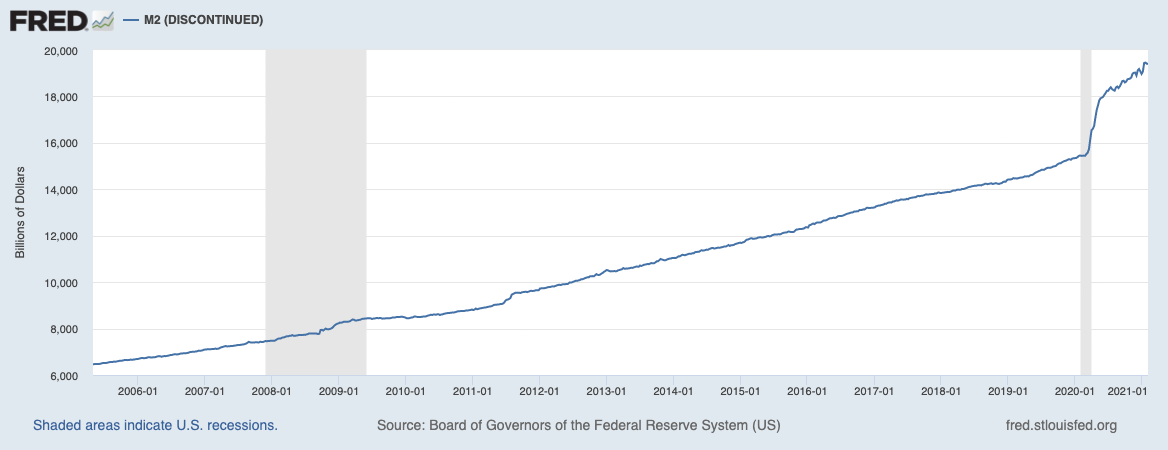 FRED
M2 (DISCONTINUED)
20,000
18,000
16,000
14,000
12,000
10,000
8,000
6,000
Billions of Dollars
2006-01 2007-01 2008-01 2009-01 2010-01 2011-01 2012-01 2013-01 2014-01 2015-01 2016-01 2017-01 2018-01 2019-01 2020-01 2021-01
Shaded areas indicate U.S. recessions.
Source: Board of Governors of the Federal Reserve System (US)
fred.stlouisfed.org